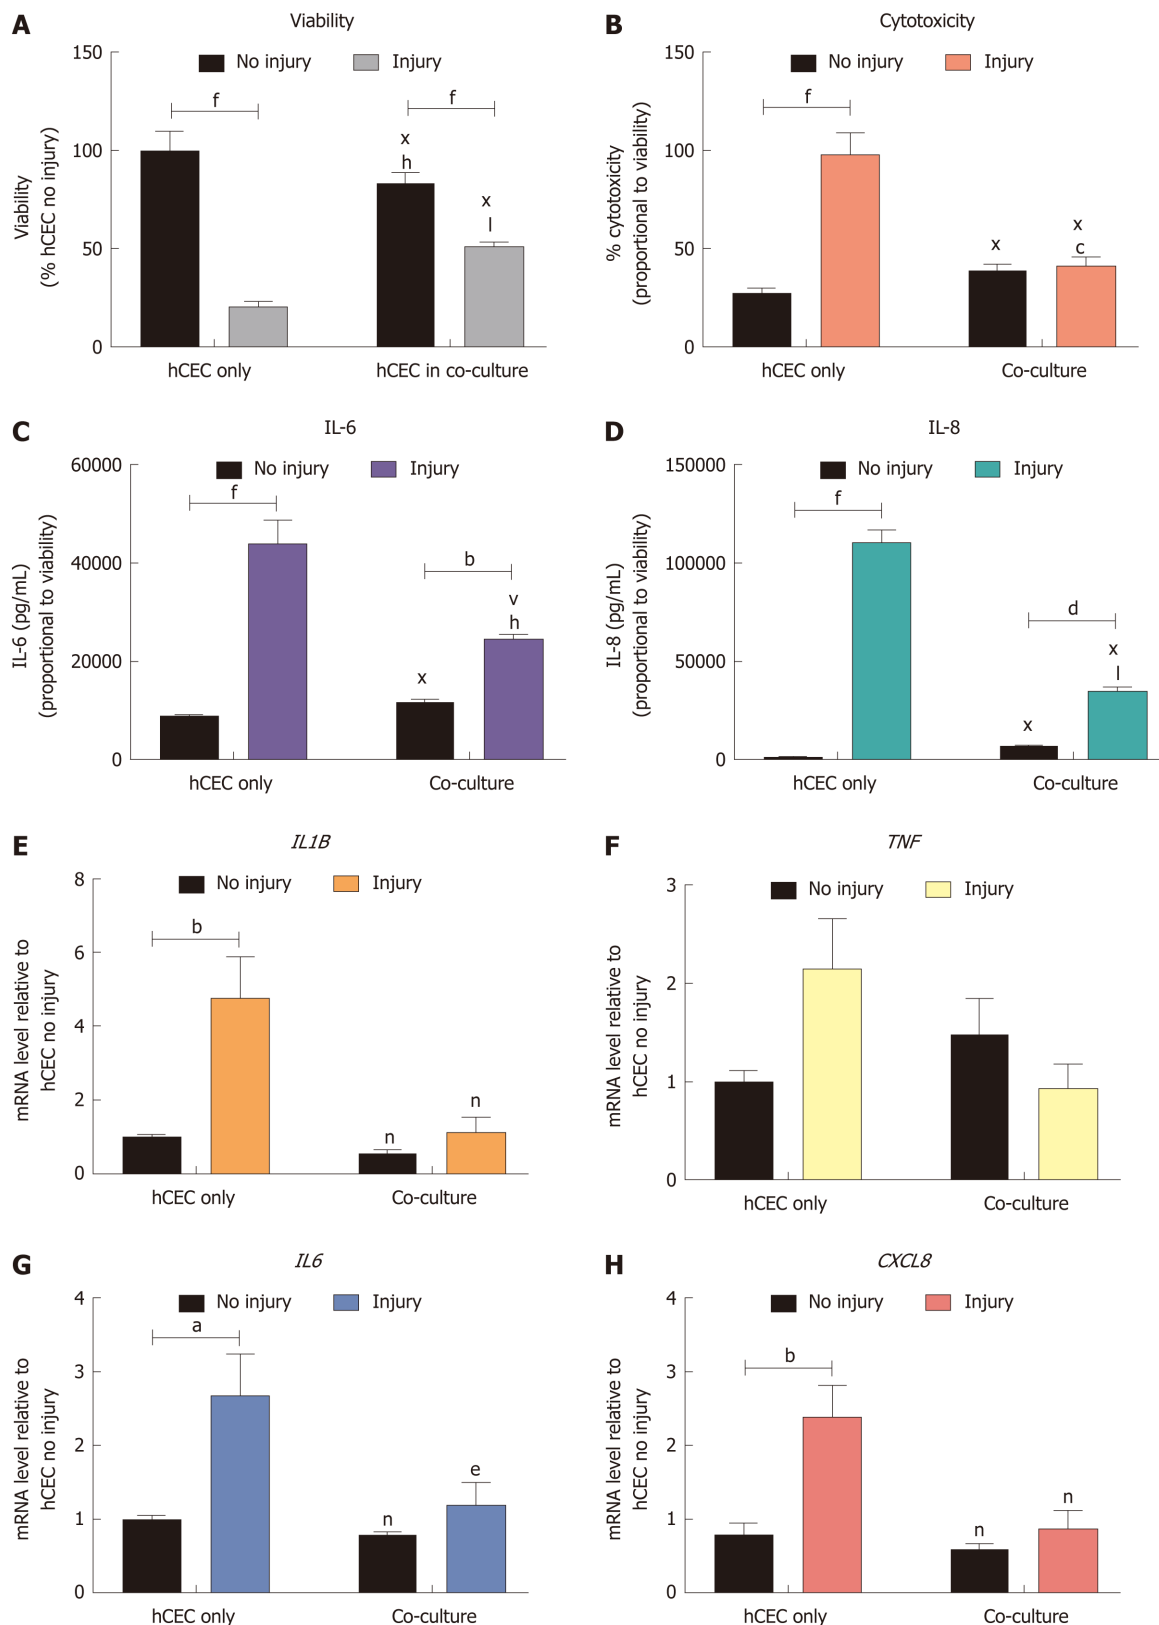 A
Viability
150
No injury
Injury
f
f
100
x
h
x
l
50
0
Viability
(% hCEC no injury)
hCEC only
hCEC in co-culture
B
Cytotoxicity
150
No injury
Injury
f
100
x
x
c
50
0
% cytotoxicity
(proportional to viability)
hCEC only
Co-culture
C
IL-6
60000
No injury
Injury
f
40000
b
v
h
20000
x
0
IL-6 (pg/mL)
(proportional to viability)
hCEC only
Co-culture
D
IL-8
150000
No injury
Injury
f
100000
d
x
l
50000
x
0
IL-8 (pg/mL)
(proportional to viability)
hCEC only
Co-culture
E
IL1B
8
No injury
Injury
b
6
4
2
n
n
0
mRNA level relative to
hCEC no injury
hCEC only
Co-culture
F
TNF
3
No injury
Injury
2
1
0
mRNA level relative to
hCEC no injury
hCEC only
Co-culture
G
IL6
4
No injury
Injury
a
3
2
e
n
1
0
mRNA level relative to
hCEC no injury
hCEC only
Co-culture
H
CXCL8
4
No injury
Injury
b
3
2
n
n
1
0
mRNA level relative to
hCEC no injury
hCEC only
Co-culture